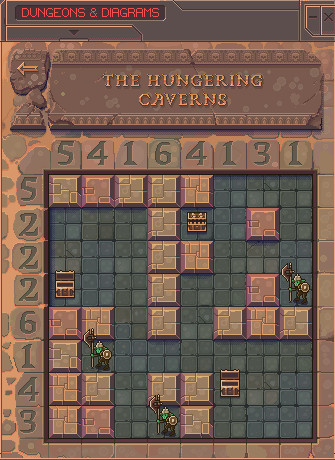 DUNGEONS & DIAGRAMS
THE HUNGERING
CAVERNS
5 4 1 6 4 1 3 1
5
2
2
2
6
1
4
3